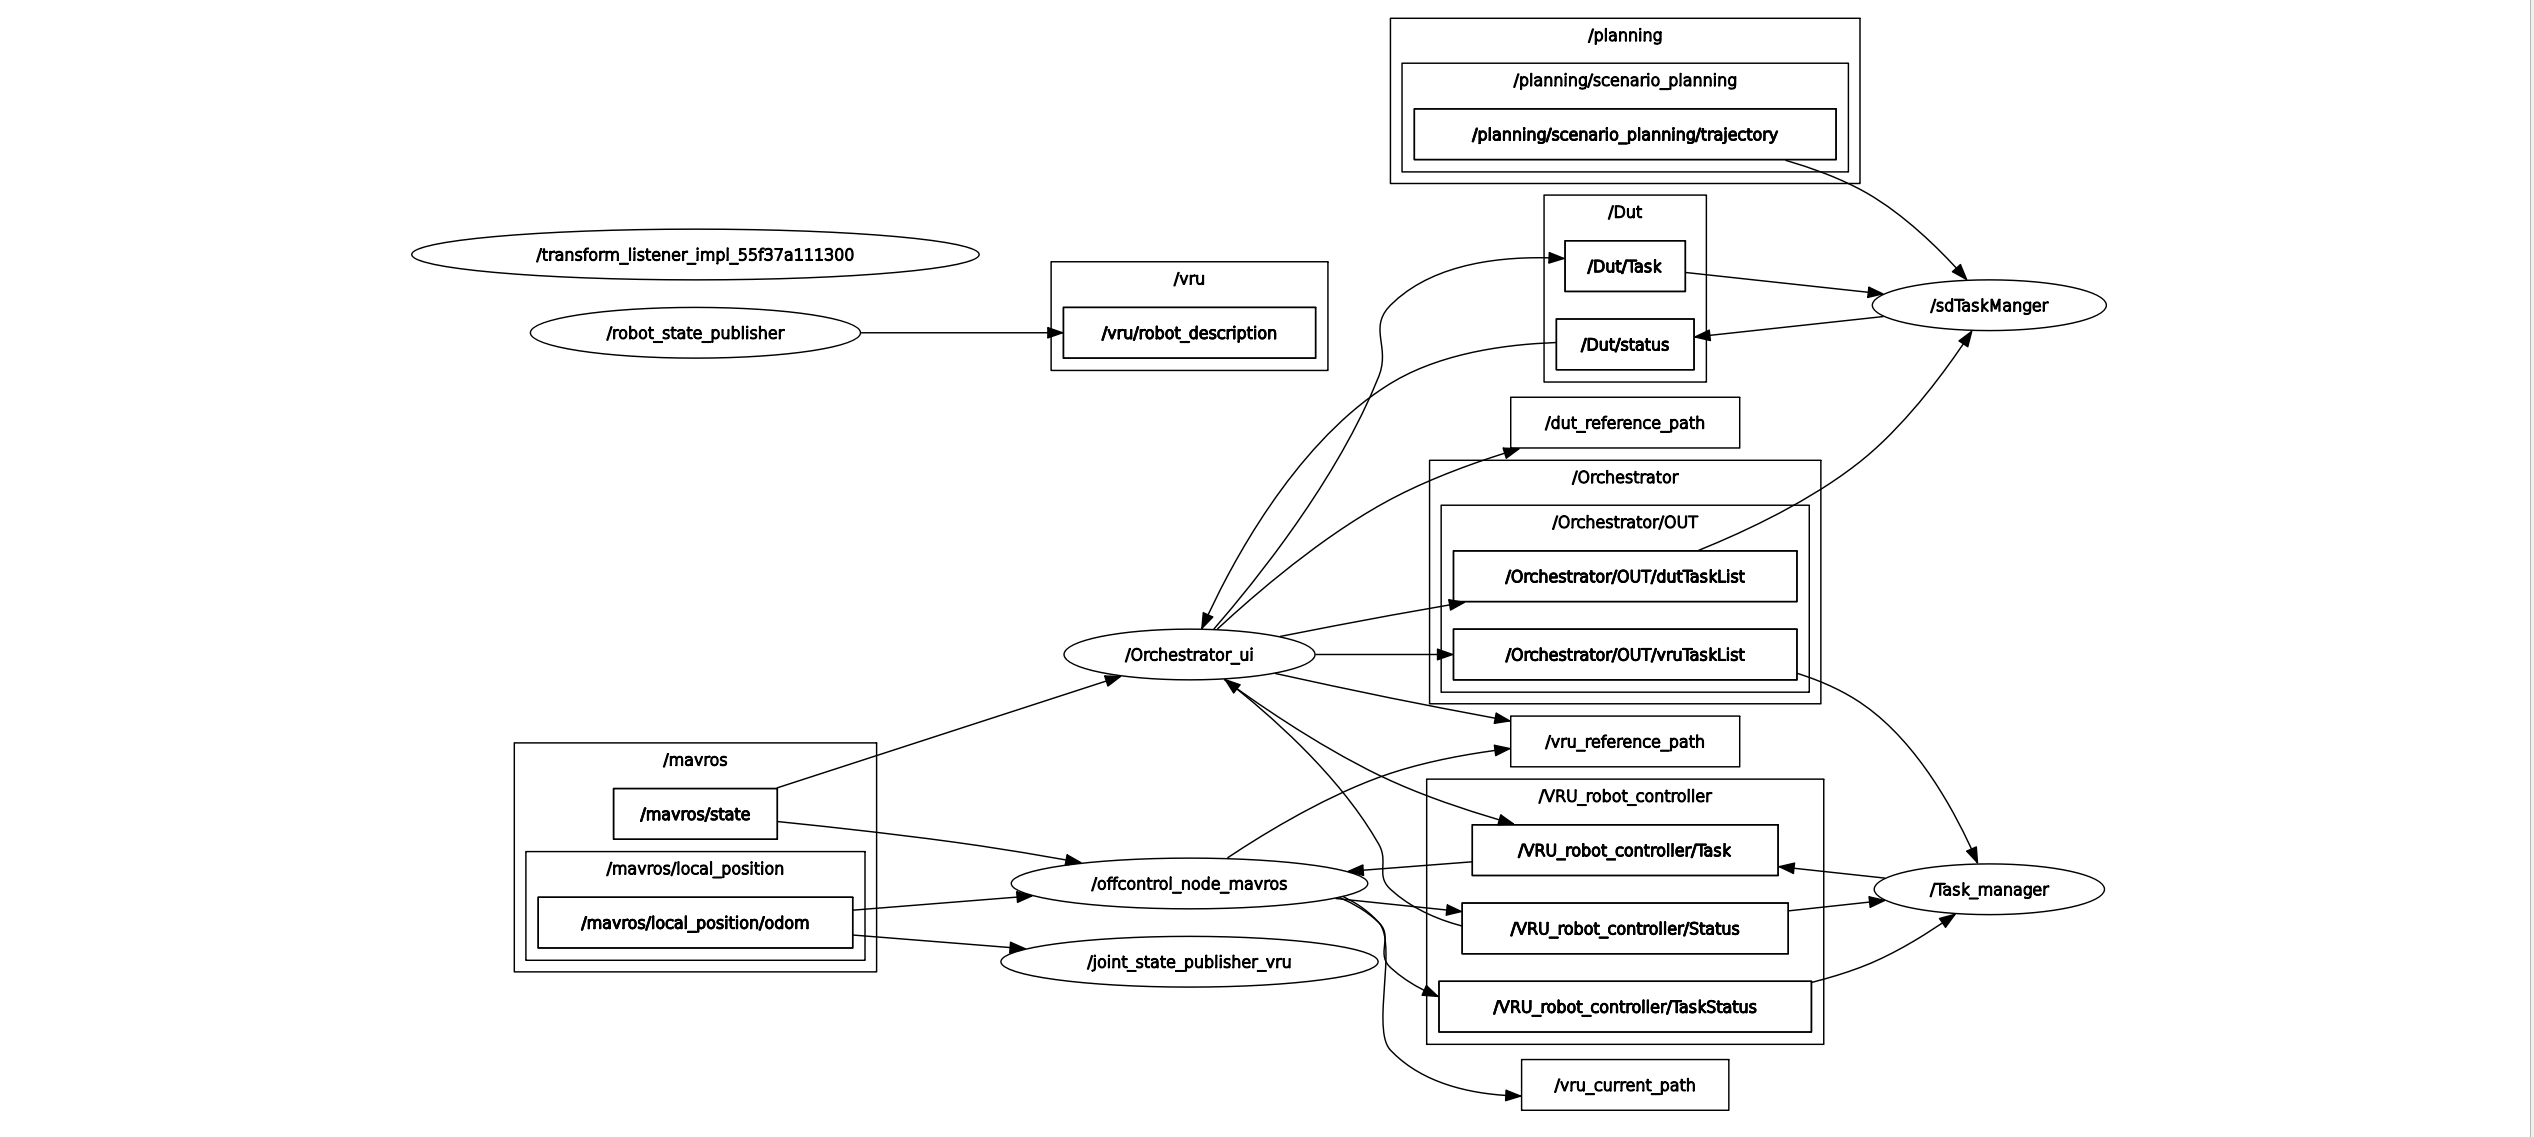 /planning
/planning/scenario_planning
/planning/scenario_planning/trajectory
/Dut
/transform_listener_impl_55f37a111300
/Dut/Task
/vru
/sdTaskManger
/robot_state_publisher
/vru/robot_description
/Dut/status
/dut_reference_path
/Orchestrator
/Orchestrator/OUT
/Orchestrator/OUT/dutTaskList
/Orchestrator_ui
/Orchestrator/OUT/vruTaskList
/vru_reference_path
/mavros
/VRU_robot_controller
/mavros/state
/VRU_robot_controller/Task
/mavros/local_position
/offcontrol_node_mavros
/Task_manager
/mavros/local_position/odom
/VRU_robot_controller/Status
/joint_state_publisher_vru
/VRU_robot_controller/TaskStatus
/vru_current_path